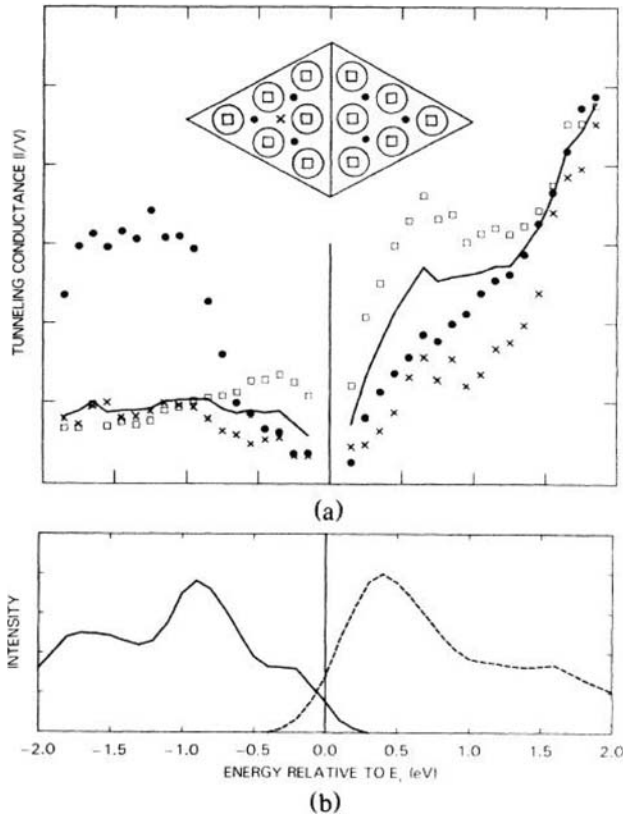 (a)
TUNNELING CONDUCTANCE (I/V)
(a)
INTENSITY
-2.0 -1.5 -1.0 -0.5 0.0 0.5 1.0 1.5 2.0
ENERGY RELATIVE TO E (eV)
(b)